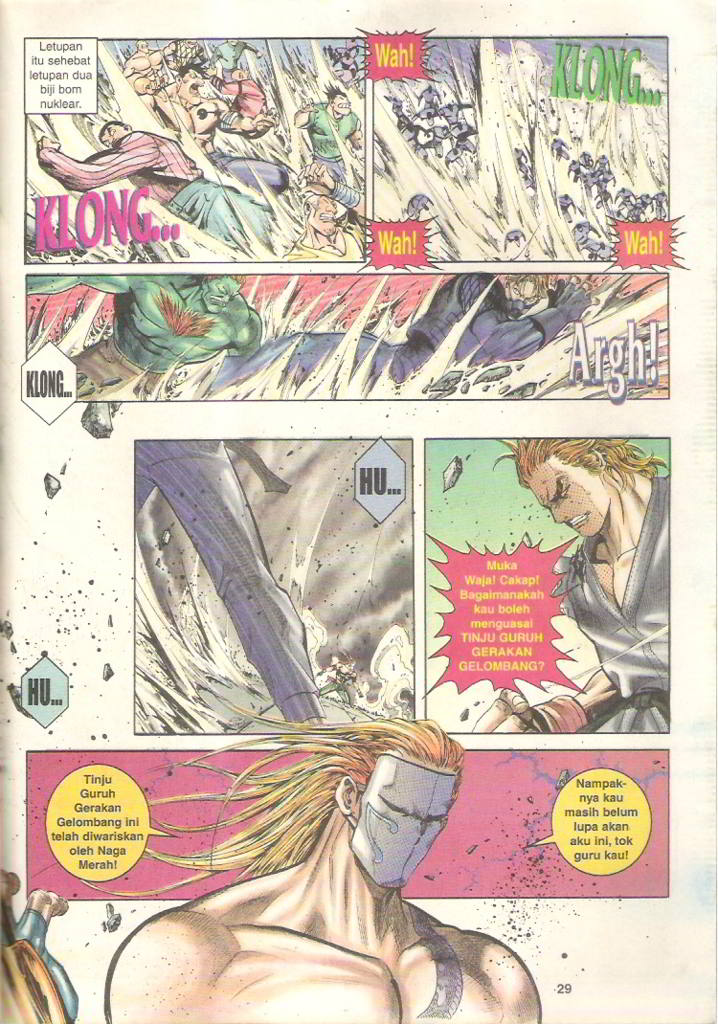 Letupan
itu sehebat
letupan dua
biji bom
nuklear.
Wah!
KLONG...
KLONG...
Wah!
Wah!
KLONG...
Argh!
HU...
Muka
Waja! Cakap!
Bagaimanakah
kau boleh
menguasai
TINJU GURUH
GERAKAN
GELOMBANG?
HU...
Tinju
Guruh
Gerakan
Gelombang ini
telah diwariskan
oleh Naga
Merah!
Nampak-
nya kau
masih belum
lupa akan
aku ini, tok
guru kau!
29